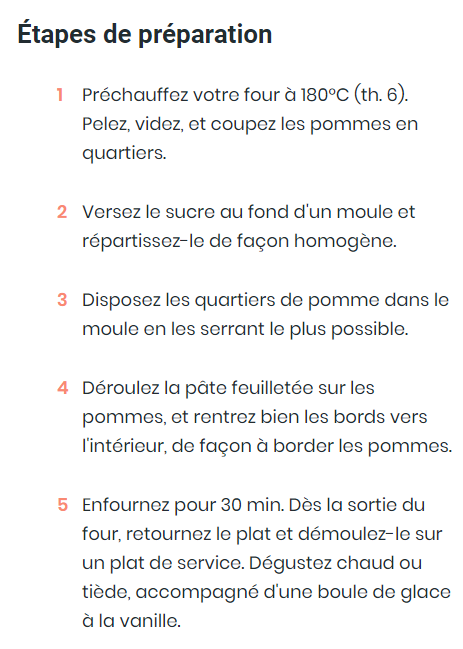 Étapes de préparation
1 Préchauffez votre four à 180°C (th. 6).
Pelez, videz, et coupez les pommes en
quartiers.
2 Versez le sucre au fond d'un moule et
répartissez-le de façon homogène.
3 Disposez les quartiers de pomme dans le
moule en les serrant le plus possible.
4 Déroulez la pâte feuilletée sur les
pommes, et rentrez bien les bords vers
l'intérieur, de façon à border les pommes.
5 Enfournez pour 30 min. Dès la sortie du
four, retournez le plat et démoulez-le sur
un plat de service. Dégustez chaud ou
tiède, accompagné d'une boule de glace
à la vanille.